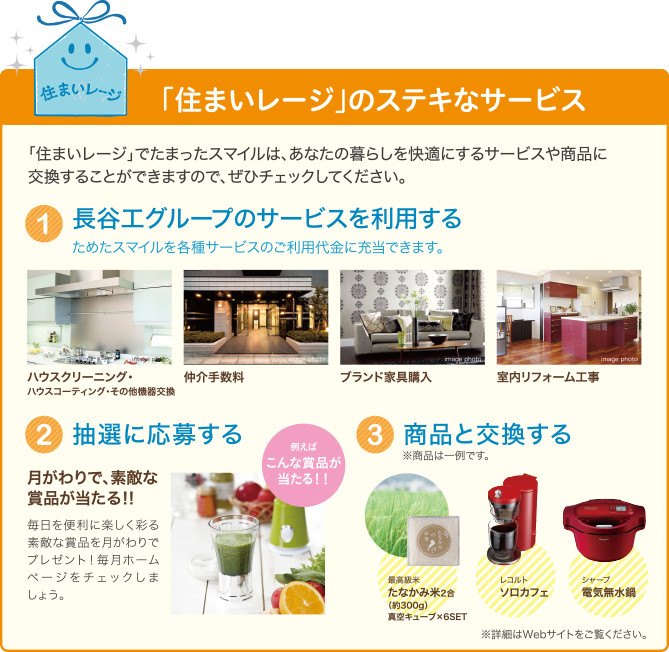 住まいレージ
「住まいレージ」のステキなサービス
「住まいレージ」でたまったスマイルは、あなたの暮らしを快適にするサービスや商品に
交換することができますので、ぜひチェックしてください。
1 長谷工グループのサービスを利用する
ためたスマイルを各種サービスのご利用代金に充当できます。
image photo
image photo
image photo
image photo
ハウスクリーニング・
ハウスコーティング・その他機器交換
仲介手数料
ブランド家具購入
室内リフォーム工事
2 抽選に応募する
例えば
こんな賞品が
当たる!!
月がわりで、素敵な
賞品が当たる!!
毎日を便利に楽しく彩る
素敵な賞品を月がわりで
プレゼント!毎月ホーム
ページをチェックしま
しょう。
3 商品と交換する
※商品は一例です。
最高級米
たなかみ米2合
(約300g)
真空キューブ×6SET
レコルト
ソロカフェ
シャープ
電気無水鍋
※詳細はWebサイトをご覧ください。